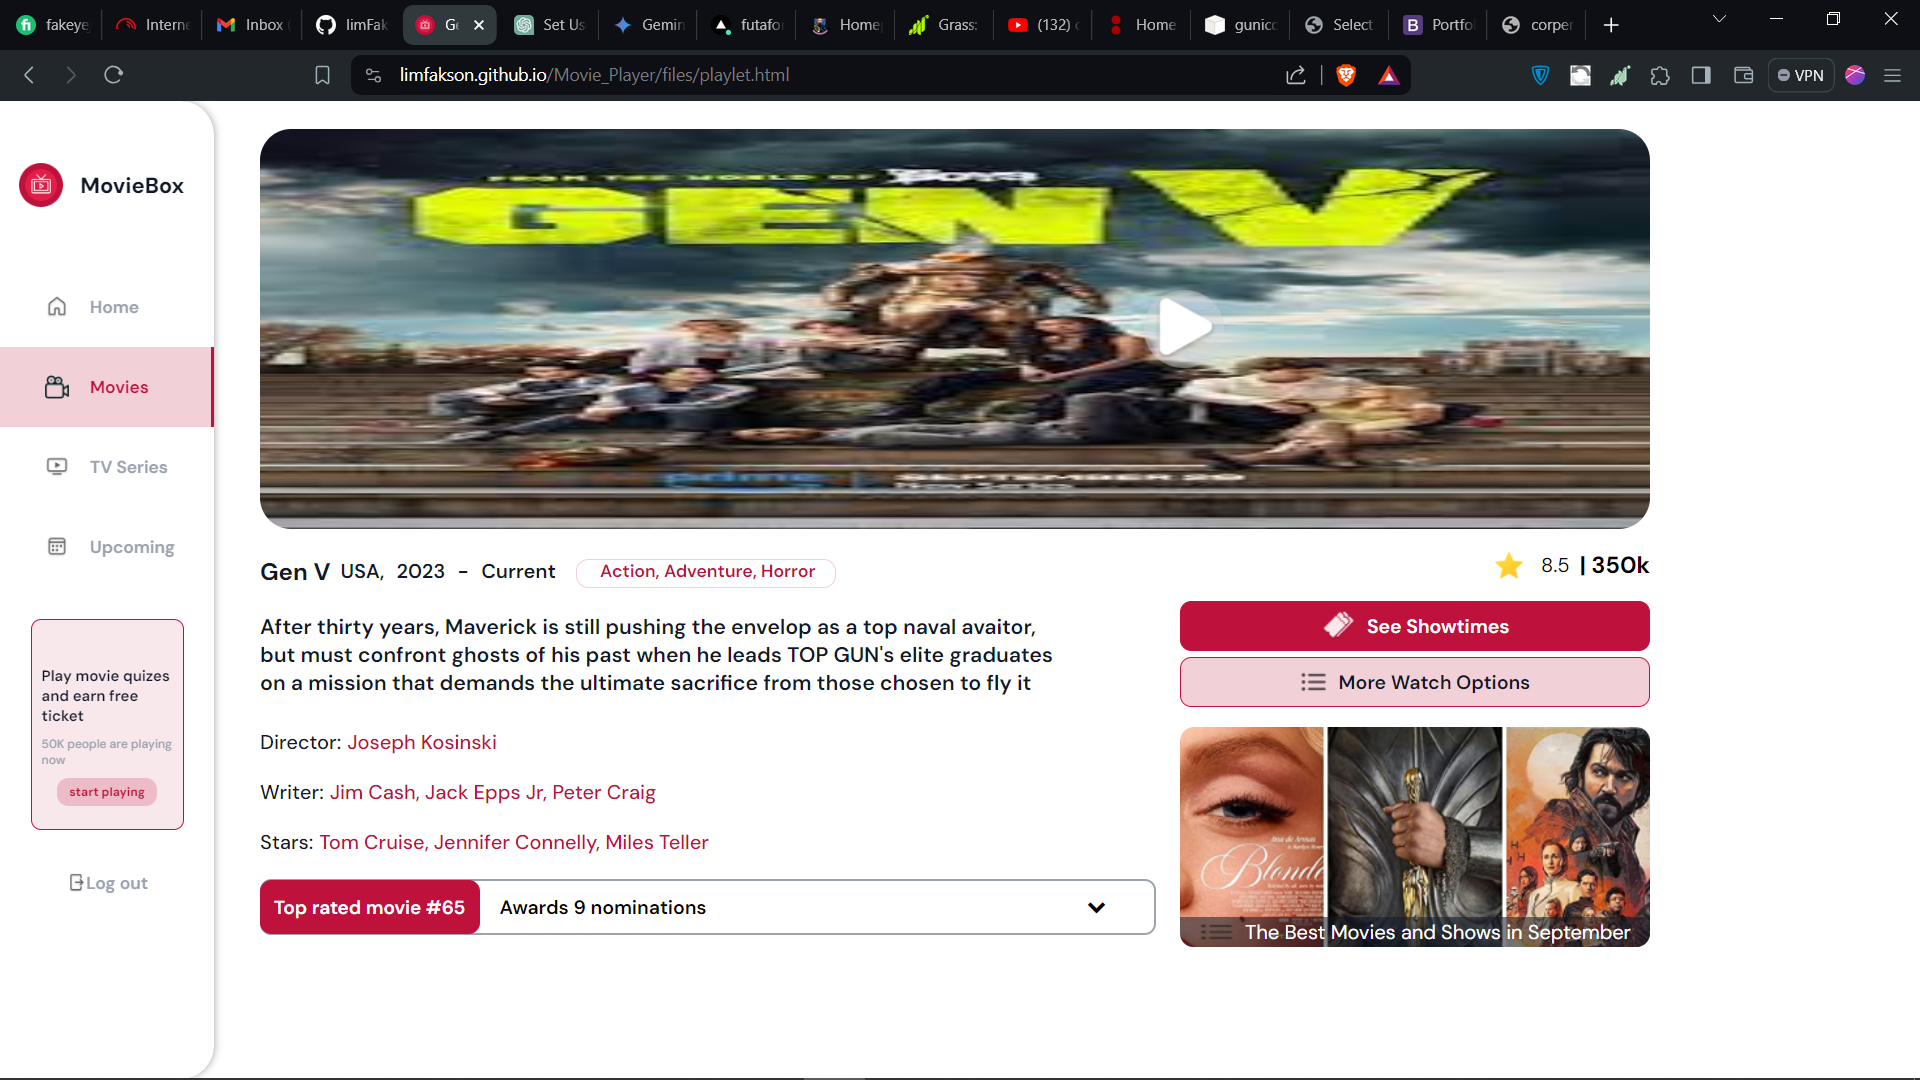 fakeye
Intern
Inbox
limFak
G
Set Us
Gemin
futafo
Home
Grass:
(132)
Home
gunic
Select
B
Portfo
corper
limfakson.github.io/Movie_Player/files/playlet.html
VPN
MovieBox
Home
Movies
TV Series
Upcoming
Play movie quizes
and earn free
ticket
50K people are playing
now
start playing
Log out
FROM THE WORLD OF
GEN V
Gen V USA, 2023 - Current Action, Adventure, Horror
8.5 | 350k
After thirty years, Maverick is still pushing the envelop as a top naval avaitor,
but must confront ghosts of his past when he leads TOP GUN's elite graduates
on a mission that demands the ultimate sacrifice from those chosen to fly it
Director: Joseph Kosinski
Writer: Jim Cash, Jack Epps Jr, Peter Craig
Stars: Tom Cruise, Jennifer Connelly, Miles Teller
Top rated movie #65 Awards 9 nominations
See Showtimes
More Watch Options
Ana de Armas
Blonde
The Best Movies and Shows in September